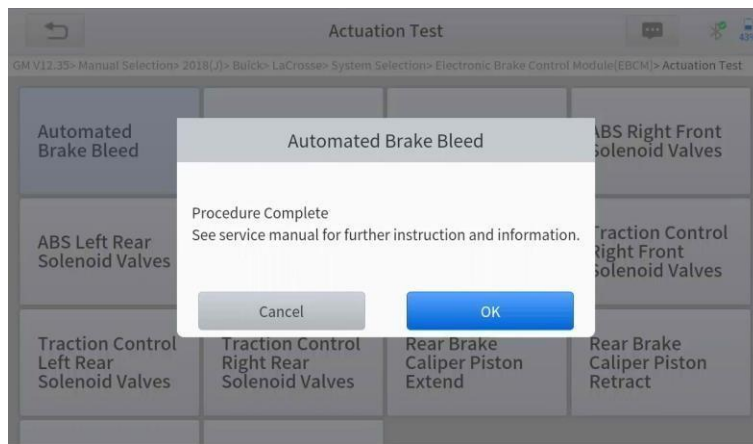 Actuation Test
43%
GM V12.35> Manual Selection> 2018(J)> Buick> LaCrosse> System Selection> Electronic Brake Control Module(EBCM)> Actuation Test
Automated
Brake Bleed
ABS Right Front
Solenoid Valves
Automated Brake Bleed
Procedure Complete
See service manual for further instruction and information.
Cancel
OK
ABS Left Rear
Solenoid Valves
Traction Control
Right Front
Solenoid Valves
Traction Control
Left Rear
Solenoid Valves
Traction Control
Right Rear
Solenoid Valves
Rear Brake
Caliper Piston
Extend
Rear Brake
Caliper Piston
Retract